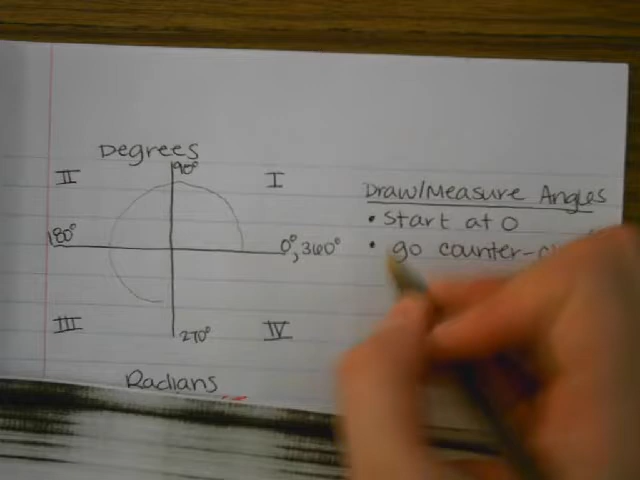 Degrees
90°
II
I
180°
0°, 360°
III
270°
IV
Radians
Draw/Measure Angles
• Start at 0
• go counter-